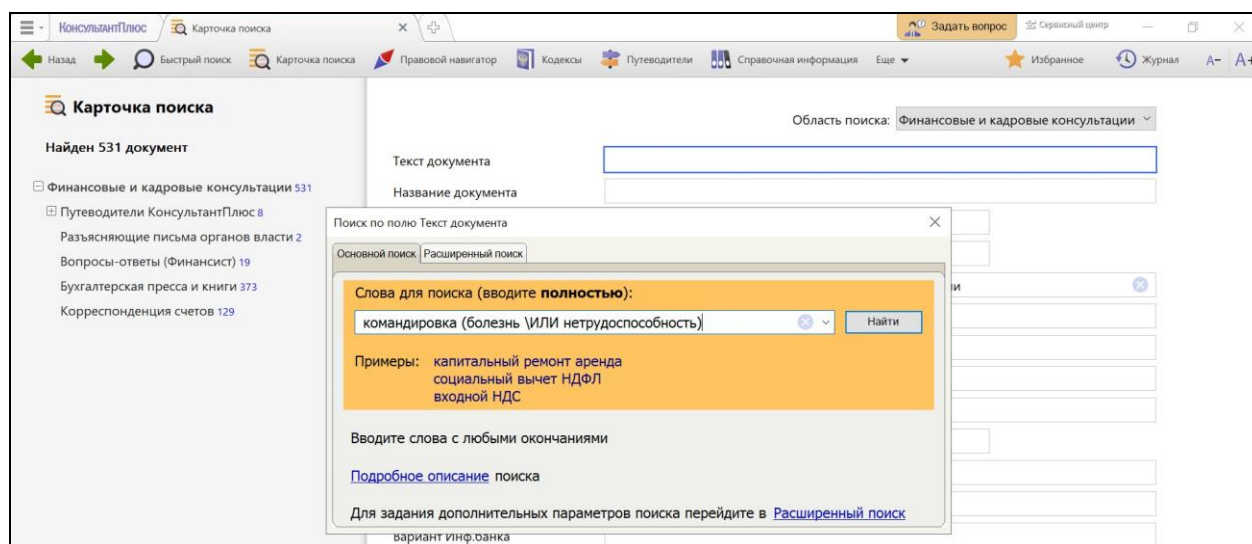 КонсультантПлюс
Карточка поиска
Задать вопрос
Сервисный центр
Назад
Быстрый поиск
Карточка поиска
Правовой навигатор
Кодексы
Путеводители
Справочная информация
Еще
Избранное
Журнал
A−
A+
Карточка поиска
Найден 531 документ
Финансовые и кадровые консультации 531
Путеводители КонсультантПлюс 8
Разъясняющие письма органов власти 2
Вопросы-ответы (Финансист) 19
Бухгалтерская пресса и книги 373
Корреспонденция счетов 129
Область поиска: Финансовые и кадровые консультации
Текст документа
Название документа
Поиск по полю Текст документа
Основной поиск
Расширенный поиск
Слова для поиска (вводите полностью):
командировка (болезнь \ИЛИ нетрудоспособность)
Найти
Примеры: капитальный ремонт аренда
социальный вычет НДФЛ
входной НДС
Вводите слова с любыми окончаниями
Подробное описание поиска
Для задания дополнительных параметров поиска перейдите в Расширенный поиск
Вариант Инф.банка